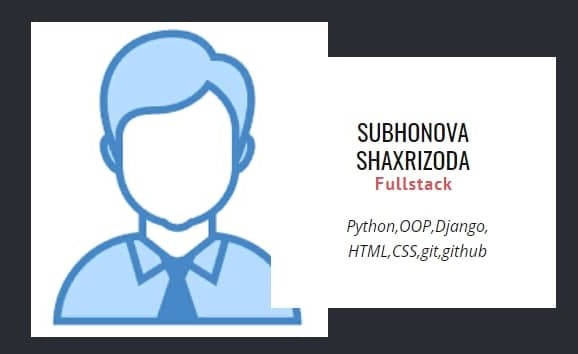 SUBHONOVA
SHAXRIZODA
Fullstack
Python,OOP,Django,
HTML,CSS,git,github